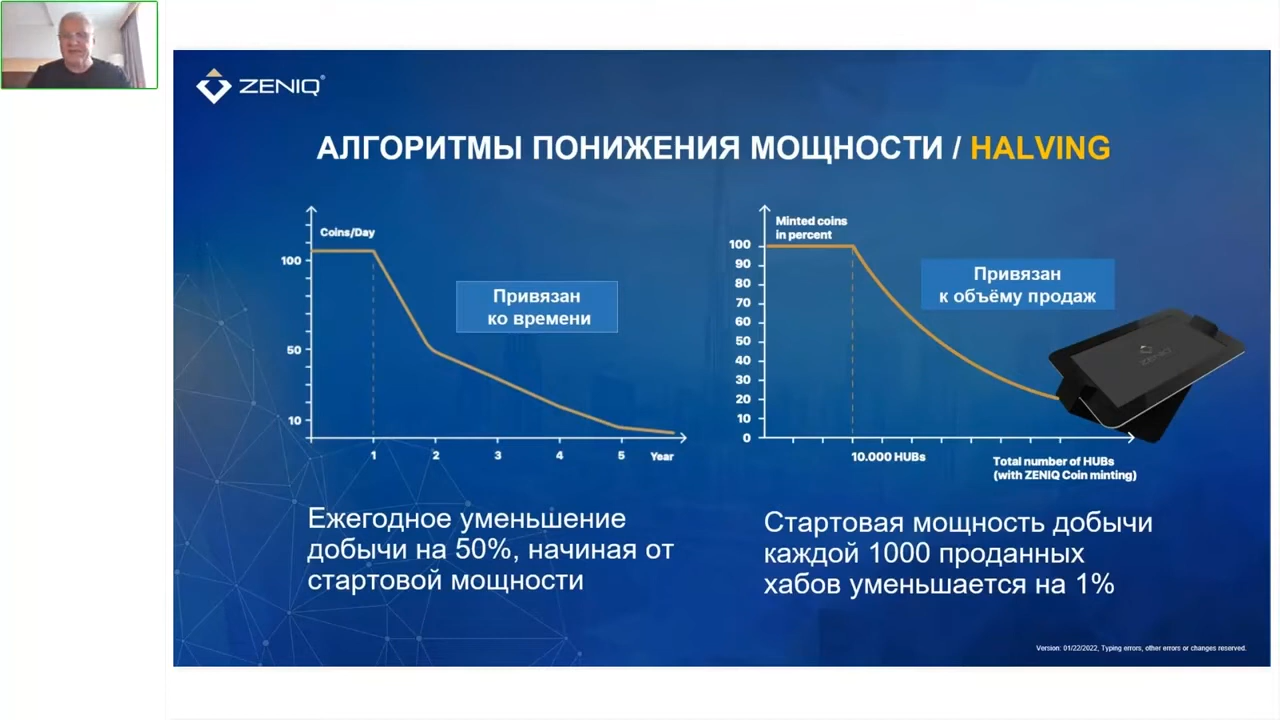 ZENIQ®
АЛГОРИТМЫ ПОНИЖЕНИЯ МОЩНОСТИ / HALVING
Coins/Day
100
50
10
1 2 3 4 5 Year
Привязан
ко времени
Ежегодное уменьшение
добычи на 50%, начиная от
стартовой мощности
Minted coins
in percent
100
90
80
70
60
50
40
30
20
10
0
10.000 HUBs
Total number of HUBs
(with ZENIQ Coin minting)
Привязан
к объёму продаж
ZENIQ
Стартовая мощность добычи
каждой 1000 проданных
хабов уменьшается на 1%
Version: 01/22/2022, Typing errors, other errors or changes reserved.